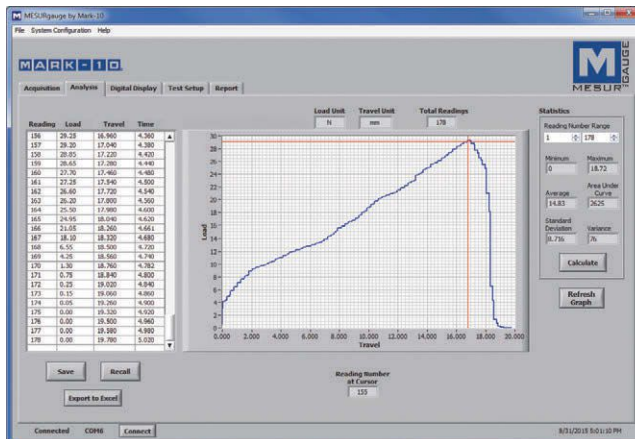 MESURgauge by Mark-10
File System Configuration Help
MARK-10
MESUR gauge
Acquisition Analysis Digital Display Test Setup Report
Load Unit Travel Unit Total Readings
N mm 178
Reading Load Travel Time
156 29.25 16.960 4.360
157 29.20 17.040 4.380
158 28.85 17.220 4.420
159 28.65 17.280 4.440
160 27.70 17.460 4.480
161 27.25 17.540 4.500
162 26.60 17.720 4.540
163 26.20 17.800 4.560
164 25.50 17.980 4.600
165 24.95 18.040 4.620
166 21.05 18.260 4.661
167 18.10 18.320 4.680
168 6.55 18.500 4.720
169 4.25 18.560 4.740
170 1.30 18.760 4.782
171 0.75 18.840 4.800
172 0.25 19.020 4.840
173 0.15 19.060 4.860
174 0.05 19.260 4.900
175 0.00 19.320 4.920
176 0.00 19.500 4.960
177 0.00 19.580 4.980
178 0.00 19.780 5.020
30
28
26
24
22
20
18
16
14
12
10
8
6
4
2
0
Load
0.000 2.000 4.000 6.000 8.000 10.000 12.000 14.000 16.000 18.000 20.000
Travel
Statistics
Reading Number Range
1 178
Minimum Maximum
0 18.72
Average Area Under Curve
14.83 2625
Standard Deviation Variance
8.716 76
Calculate
Refresh Graph
Save Recall
Export to Excel
Reading Number
at Cursor
155
Connected COM6 Connect
8/31/2015 5:01:10 PM